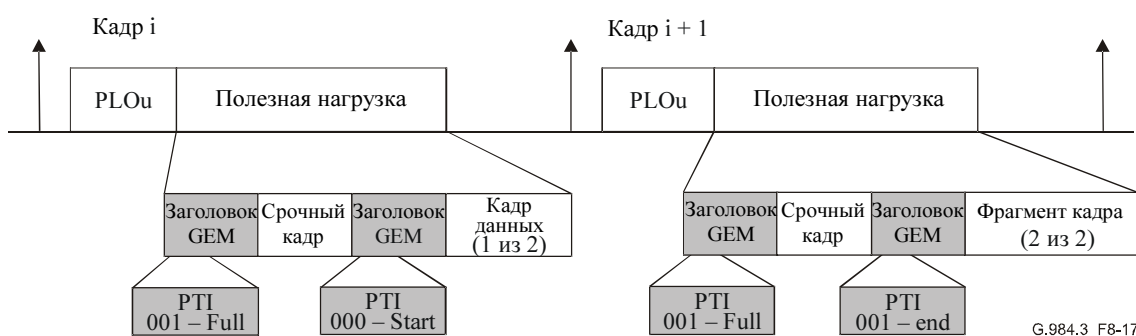 Кадр i
Кадр i + 1
PLOu
Полезная нагрузка
PLOu
Полезная нагрузка
Заголовок
GEM
Срочный
кадр
Заголовок
GEM
Кадр
данных
(1 из 2)
Заголовок
GEM
Срочный
кадр
Заголовок
GEM
Фрагмент кадра
(2 из 2)
PTI
001 – Full
PTI
000 – Start
PTI
001 – Full
PTI
001 – end
G.984.3_F8-17